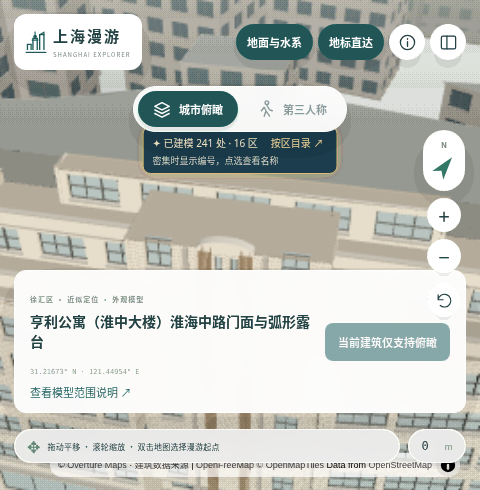 上海漫游
SHANGHAI EXPLORER
地面与水系
地标直达
城市俯瞰
第三人称
✦ 已建模 241 处 · 16 区 按区目录 ↗
密集时显示编号，点选查看名称
N
+
−
徐汇区 · 近似定位 · 外观模型
亨利公寓（淮中大楼）淮海中路门面与弧形露
台
当前建筑仅支持俯瞰
31.21673° N · 121.44954° E
查看模型范围说明 ↗
拖动平移 · 滚轮缩放 · 双击地图选择漫游起点
0 m
© Overture Maps · 建筑数据来源 | OpenFreeMap © OpenMapTiles Data from OpenStreetMap